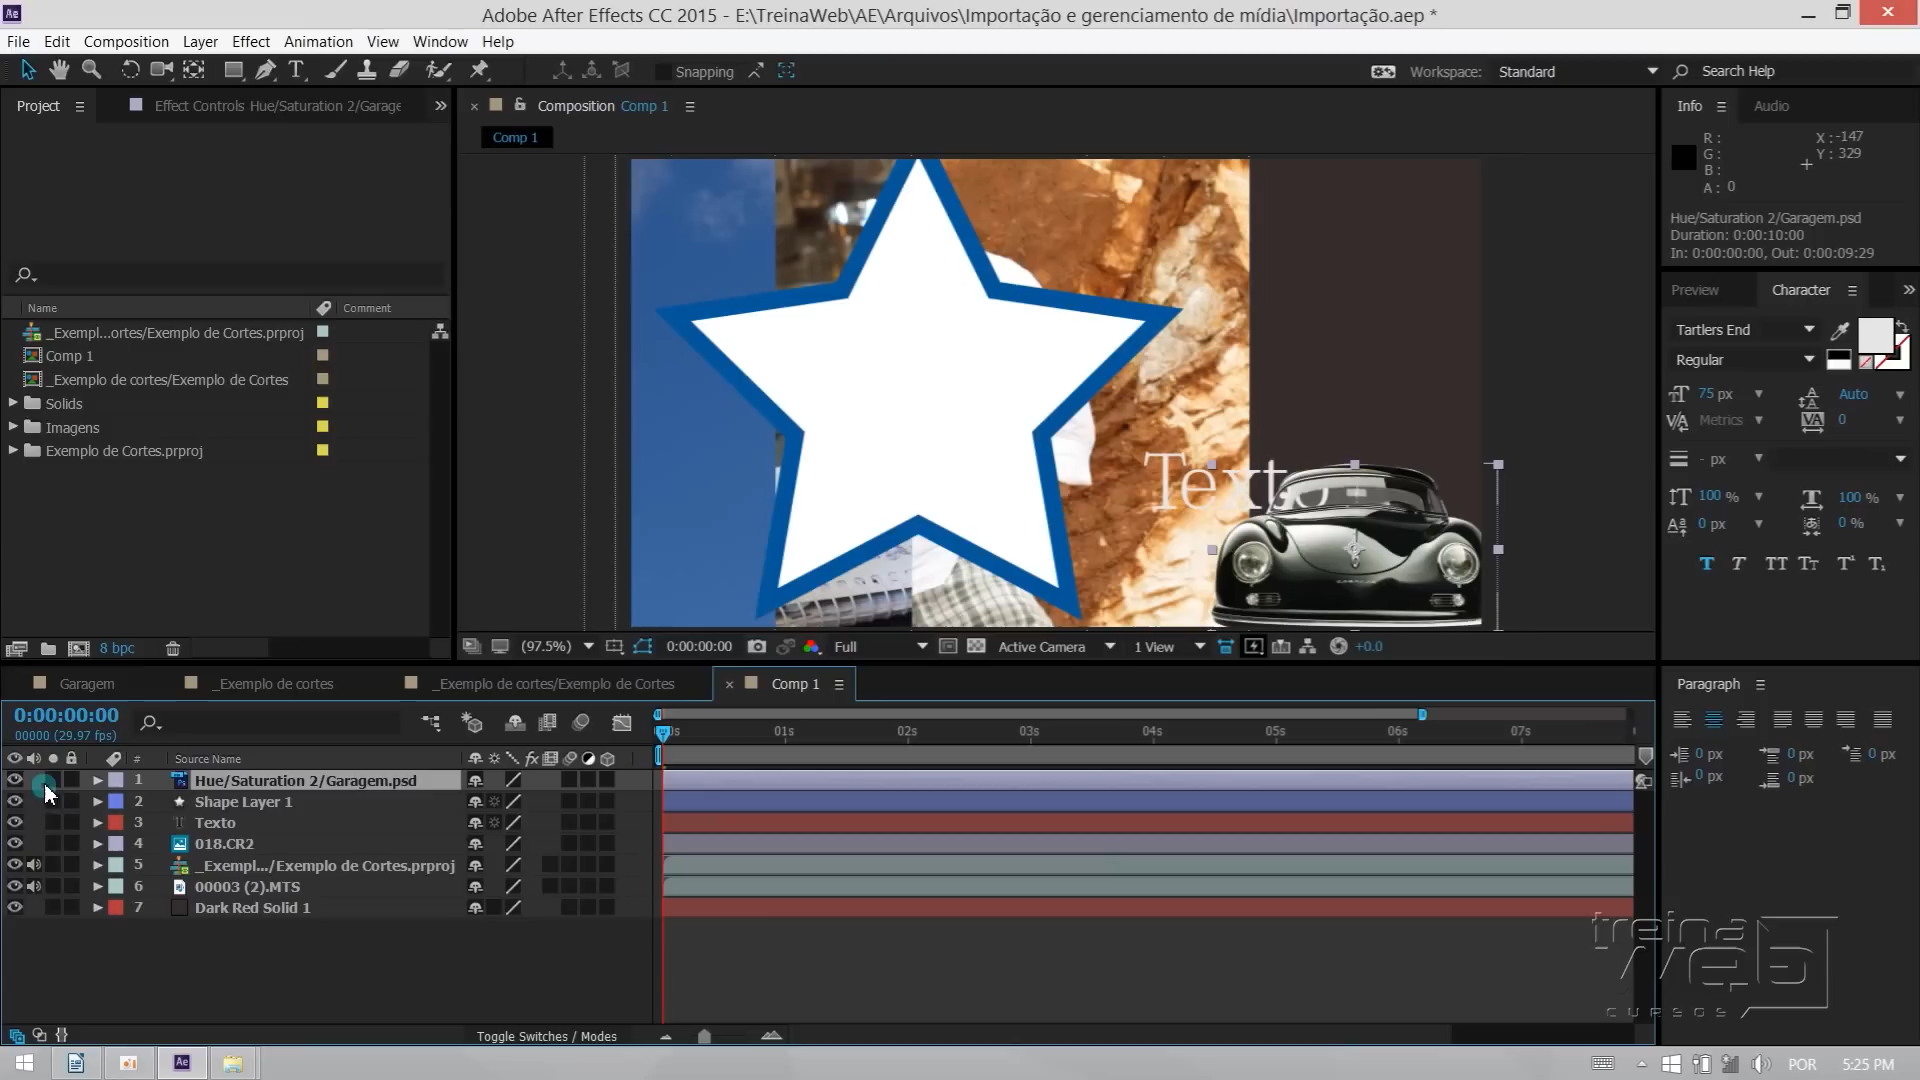 Adobe After Effects CC 2015 - E:\TreinaWeb\AE\Arquivos\Importação e gerenciamento de mídia\Importação.aep *
File Edit Composition Layer Effect Animation View Window Help
Snapping
Workspace: Standard
Search Help
Project
Effect Controls Hue/Saturation 2/Garage
Composition Comp 1
Comp 1
Info
Audio
R :
G :
B :
A : 0
X : -147
Y : 329
Hue/Saturation 2/Garagem.psd
Duration: 0:00:10:00
In: 0:00:00:00, Out: 0:00:09:29
Preview
Character
Tartlers End
Regular
75 px
Auto
Metrics
0
- px
100 %
100 %
0 px
0 %
Name
Comment
_Exempl...ortes/Exemplo de Cortes.prproj
Comp 1
_Exemplo de cortes/Exemplo de Cortes
Solids
Imagens
Exemplo de Cortes.prproj
Texto
8 bpc
(97.5%)
0:00:00:00
Full
Active Camera
1 View
+0.0
Garagem
_Exemplo de cortes
_Exemplo de cortes/Exemplo de Cortes
Comp 1
Paragraph
0 px
0 px
0 px
0 px
0 px
0:00:00:00
00000 (29.97 fps)
01s
02s
03s
04s
05s
06s
07s
# Source Name
1 Hue/Saturation 2/Garagem.psd
2 Shape Layer 1
3 Texto
4 018.CR2
5 _Exempl.../Exemplo de Cortes.prproj
6 00003 (2).MTS
7 Dark Red Solid 1
Toggle Switches / Modes
treina
web
cursos
POR
5:25 PM